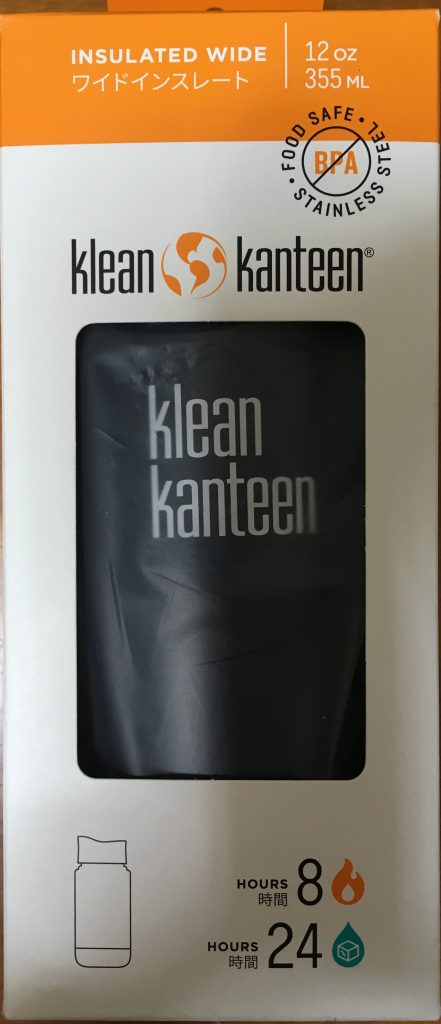 INSULATED WIDE
ワイドインスレート
12 OZ
355 ML
• FOOD SAFE •
STAINLESS STEEL
BPA
klean kanteen®
klean
kanteen
HOURS 8
時間
HOURS 24
時間